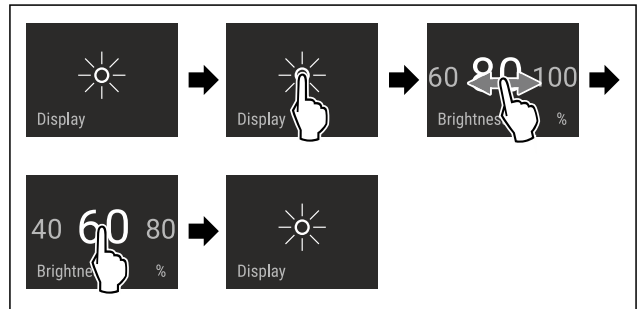 Display
Display
60 80 100
Brightnes %
40 60 80
Brightne %
Display